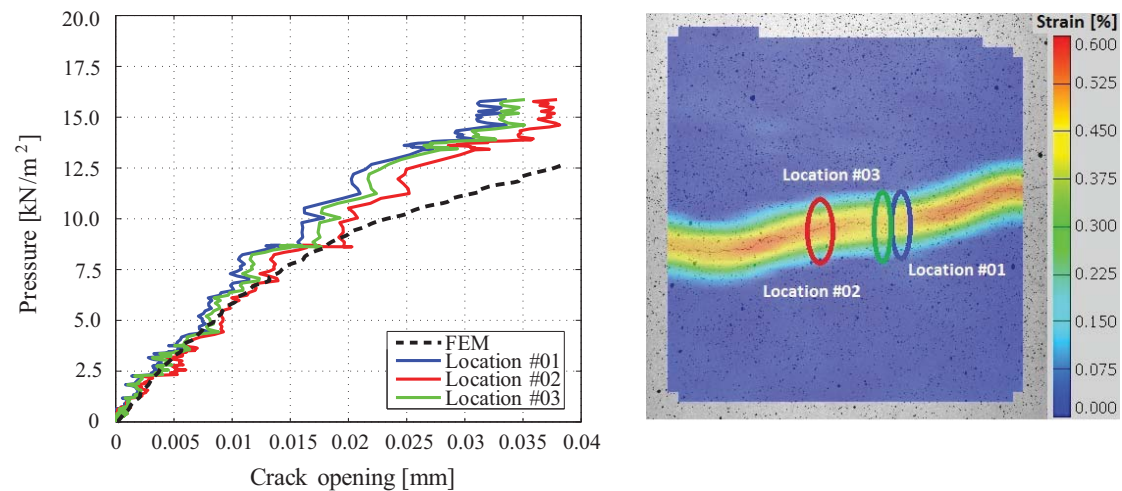 20.0
17.5
15.0
12.5
10.0
7.5
5.0
2.5
0
Pressure [kN/m²]
FEM
Location #01
Location #02
Location #03
0 0.005 0.01 0.015 0.02 0.025 0.03 0.035 0.04
Crack opening [mm]
Strain [%]
0.600
0.525
0.450
0.375
0.300
0.225
0.150
0.075
0.000
Location #03
Location #01
Location #02